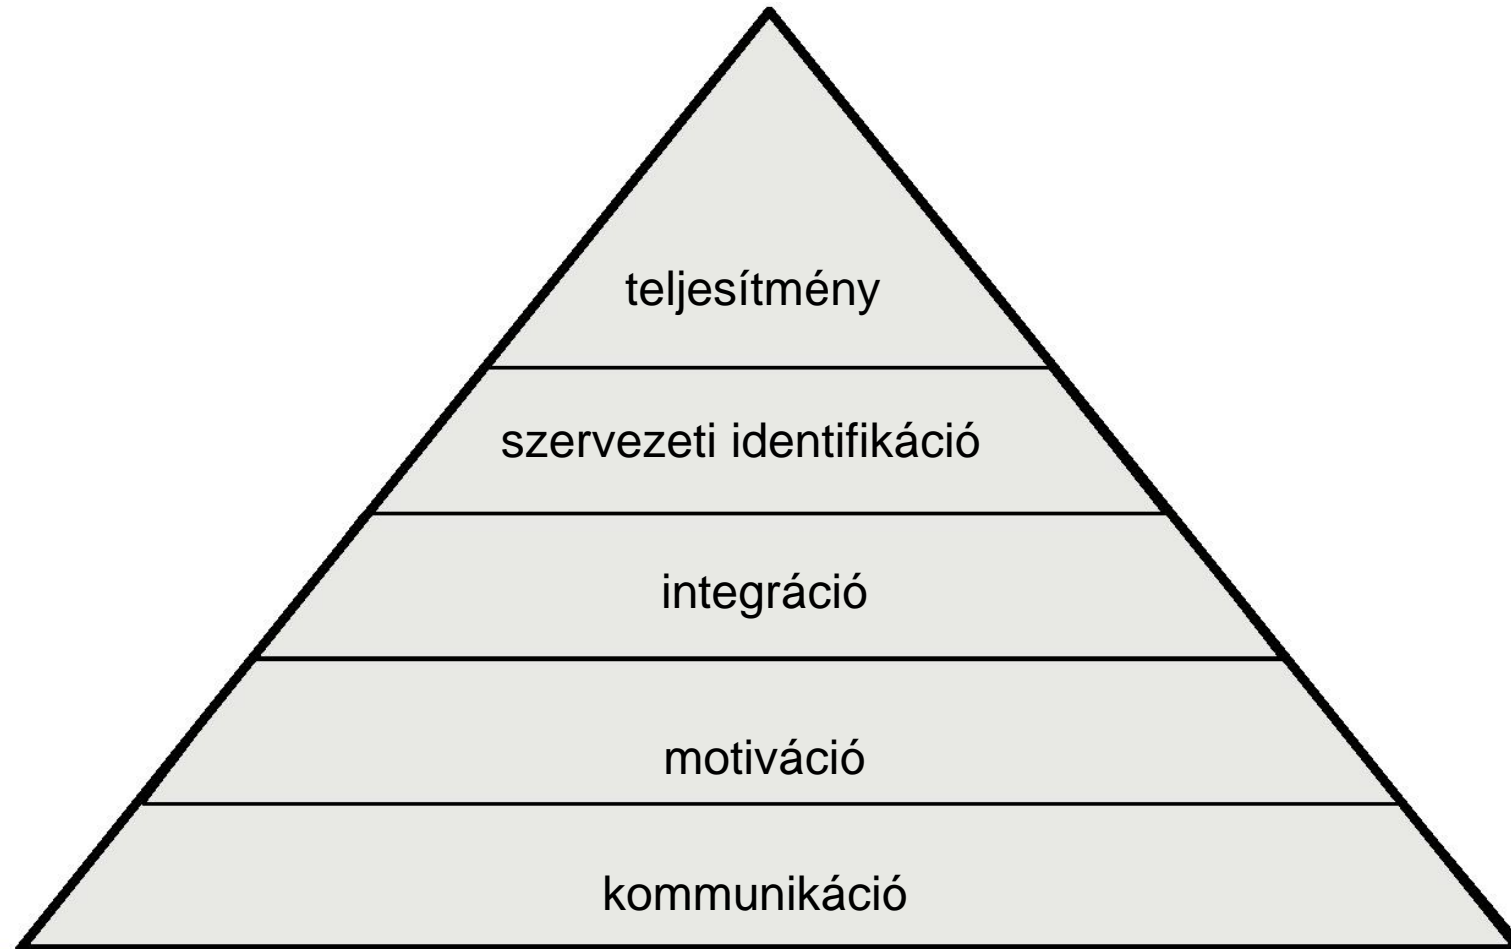 teljesítmény
szervezeti identifikáció
integráció
motiváció
kommunikáció